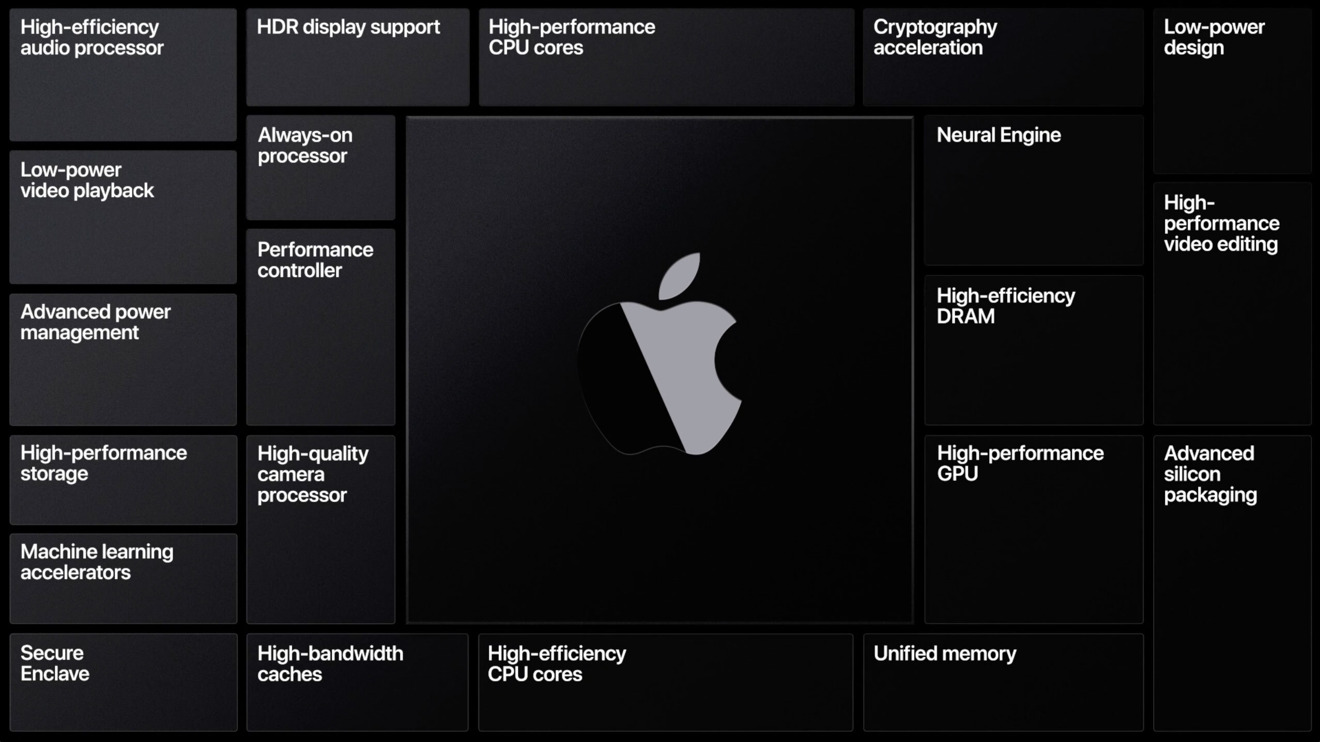 High-efficiency
audio processor
HDR display support
High-performance
CPU cores
Cryptography
acceleration
Low-power
design
Always-on
processor
Neural Engine
Low-power
video playback
High-
performance
video editing
Performance
controller
High-efficiency
DRAM
Advanced power
management
High-performance
storage
High-quality
camera
processor
High-performance
GPU
Advanced
silicon
packaging
Machine learning
accelerators
Secure
Enclave
High-bandwidth
caches
High-efficiency
CPU cores
Unified memory